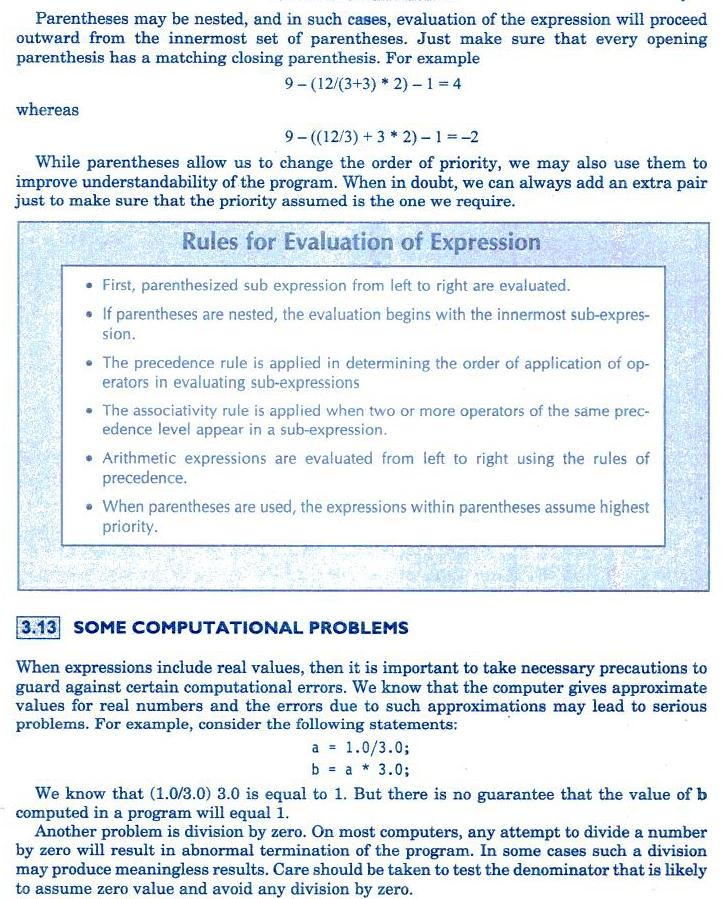 Parentheses may be nested, and in such cases, evaluation of the expression will proceed
outward from the innermost set of parentheses. Just make sure that every opening
parenthesis has a matching closing parenthesis. For example
9 – (12/(3+3) * 2) – 1 = 4
whereas
9 – ((12/3) + 3 * 2) – 1 = –2
While parentheses allow us to change the order of priority, we may also use them to
improve understandability of the program. When in doubt, we can always add an extra pair
just to make sure that the priority assumed is the one we require.
Rules for Evaluation of Expression
• First, parenthesized sub expression from left to right are evaluated.
• If parentheses are nested, the evaluation begins with the innermost sub-expres-
sion.
• The precedence rule is applied in determining the order of application of op-
erators in evaluating sub-expressions
• The associativity rule is applied when two or more operators of the same prec-
edence level appear in a sub-expression.
• Arithmetic expressions are evaluated from left to right using the rules of
precedence.
• When parentheses are used, the expressions within parentheses assume highest
priority.
3.13 SOME COMPUTATIONAL PROBLEMS
When expressions include real values, then it is important to take necessary precautions to
guard against certain computational errors. We know that the computer gives approximate
values for real numbers and the errors due to such approximations may lead to serious
problems. For example, consider the following statements:
a = 1.0/3.0;
b = a * 3.0;
We know that (1.0/3.0) 3.0 is equal to 1. But there is no guarantee that the value of b
computed in a program will equal 1.
Another problem is division by zero. On most computers, any attempt to divide a number
by zero will result in abnormal termination of the program. In some cases such a division
may produce meaningless results. Care should be taken to test the denominator that is likely
to assume zero value and avoid any division by zero.